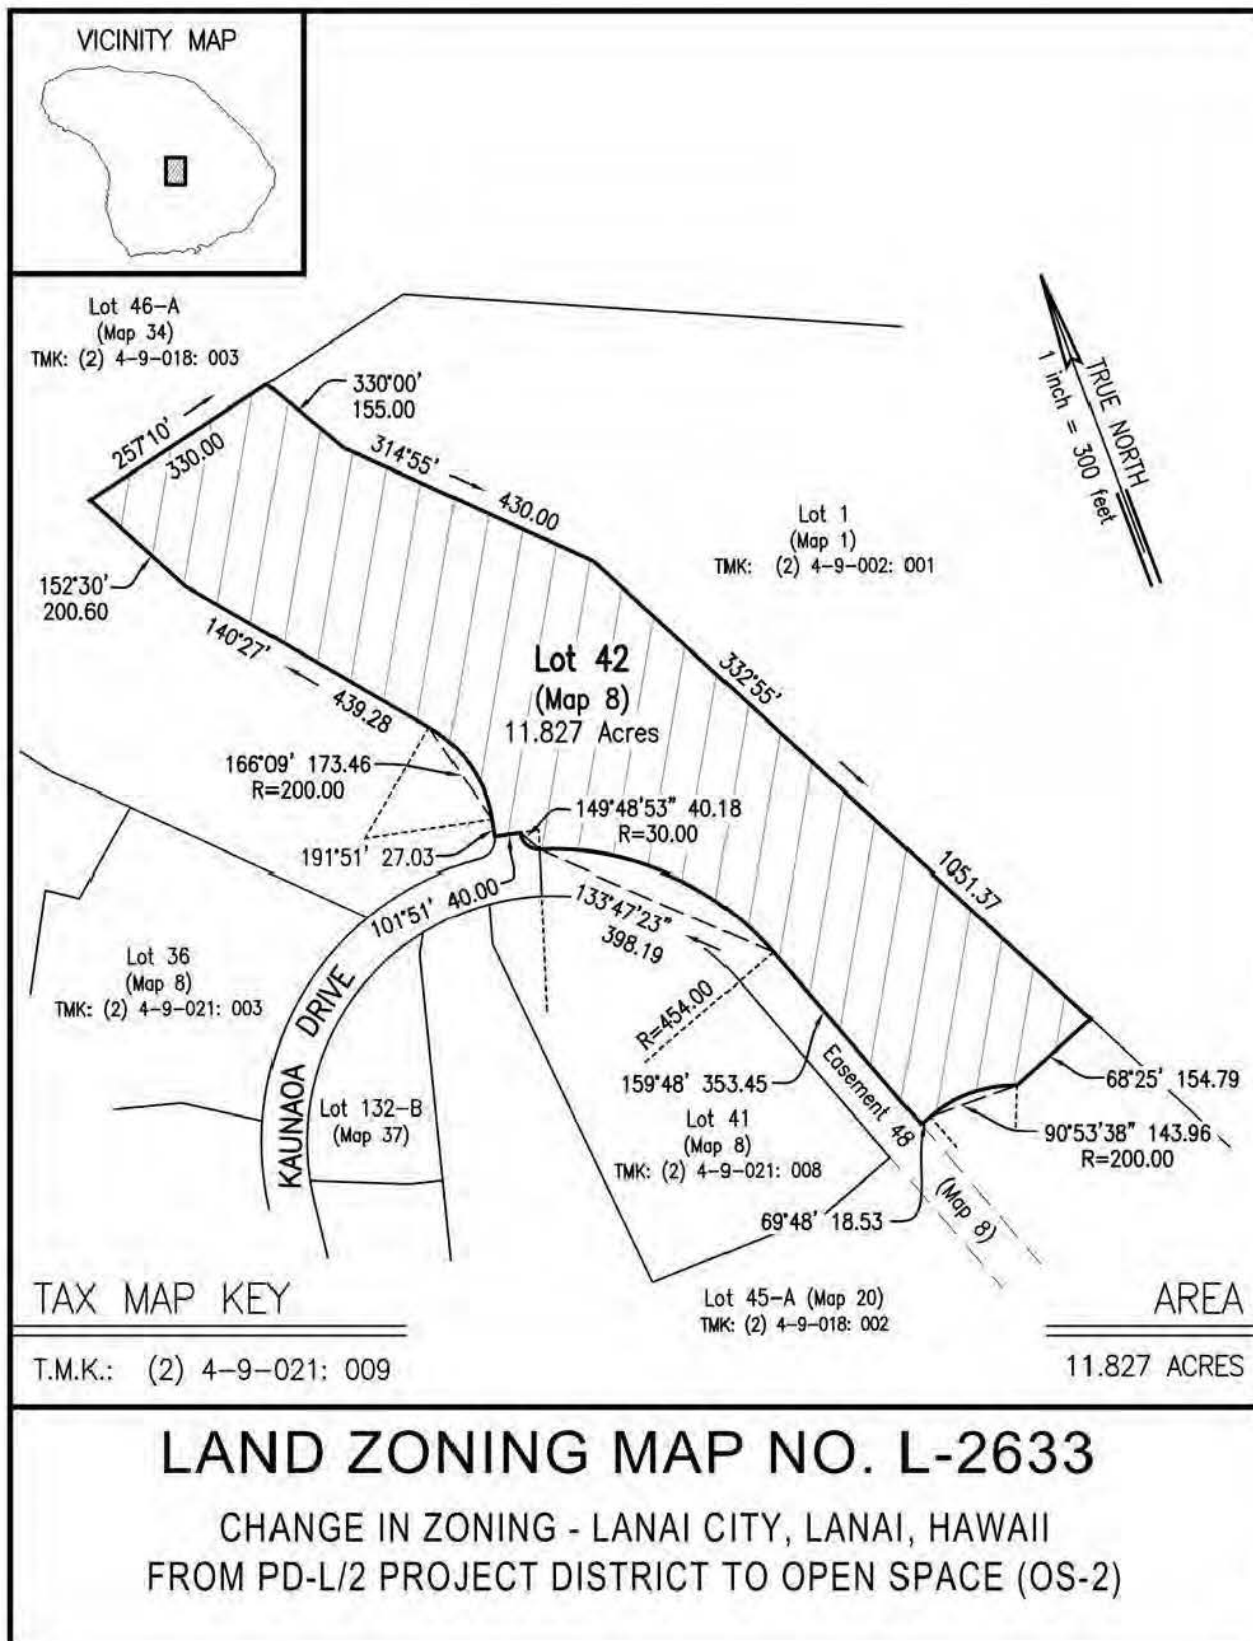 VICINITY MAP
Lot 46-A
(Map 34)
TMK: (2) 4-9-018: 003
257°10'
330.00
330°00'
155.00
314°55'
430.00
TRUE NORTH
1 inch = 300 feet
Lot 1
(Map 1)
TMK: (2) 4-9-002: 001
152°30'
200.60
140°27'
439.28
Lot 42
(Map 8)
11.827 Acres
332°55'
1051.37
166°09' 173.46
R=200.00
149°48'53" 40.18
R=30.00
191°51' 27.03
101°51' 40.00
133°47'23"
398.19
Lot 36
(Map 8)
TMK: (2) 4-9-021: 003
KAUNAOA DRIVE
R=454.00
159°48' 353.45
Easement 48
(Map 8)
68°25' 154.79
Lot 132-B
(Map 37)
Lot 41
(Map 8)
TMK: (2) 4-9-021: 008
90°53'38" 143.96
R=200.00
69°48' 18.53
Lot 45-A (Map 20)
TMK: (2) 4-9-018: 002
TAX MAP KEY
AREA
T.M.K.: (2) 4-9-021: 009
11.827 ACRES
LAND ZONING MAP NO. L-2633
CHANGE IN ZONING - LANAI CITY, LANAI, HAWAII
FROM PD-L/2 PROJECT DISTRICT TO OPEN SPACE (OS-2)